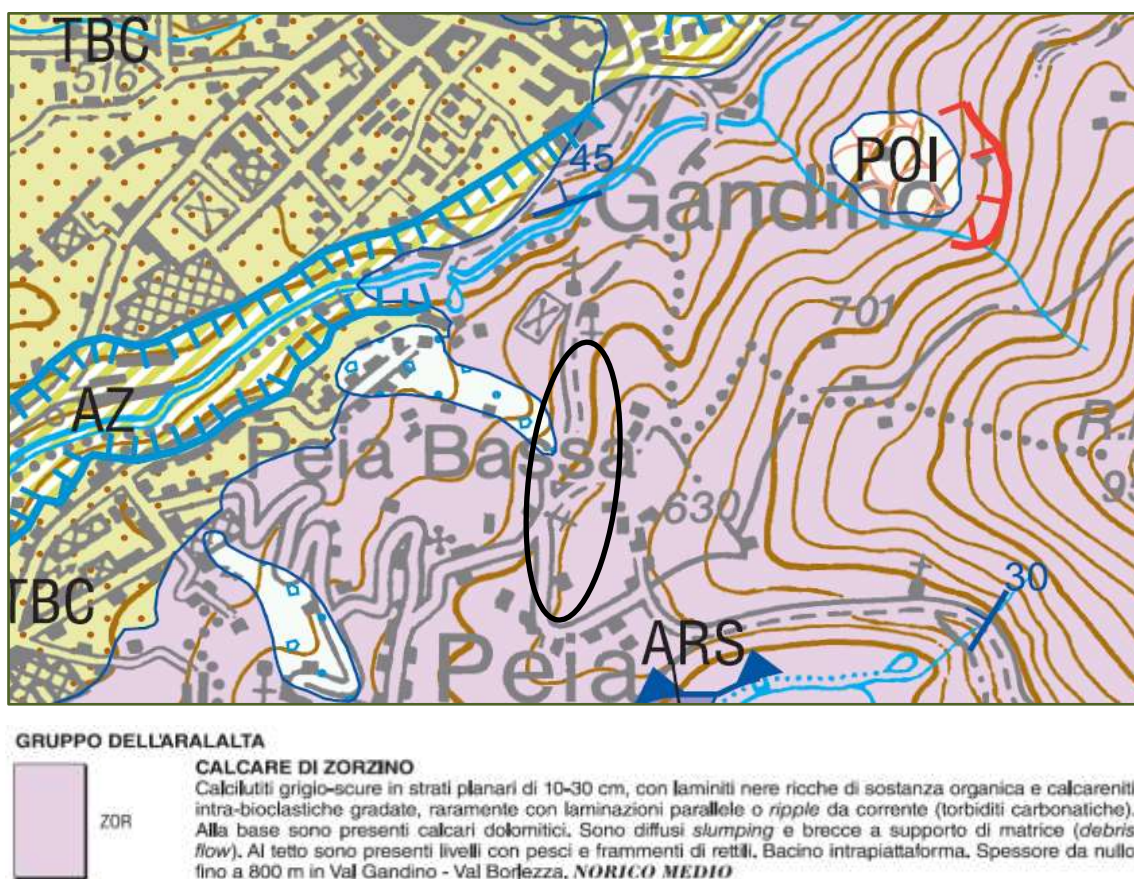 TBC
516
45
Gandino
POI
701
AZ
Peia Bassa
630
R.
95
TBC
30
ARS
Peia
GRUPPO DELL'ARALALTA
ZOR
CALCARE DI ZORZINO
Calcilutiti grigio-scure in strati planari di 10-30 cm, con laminiti nere ricche di sostanza organica e calcareniti
intra-bioclastiche gradate, raramente con laminazioni parallele o ripple da corrente (torbiditi carbonatiche).
Alla base sono presenti calcari dolomitici. Sono diffusi slumping e brecce a supporto di matrice (debris
flow). Al tetto sono presenti livelli con pesci e frammenti di rettili. Bacino intrapiattaforma. Spessore da nullo
fino a 800 m in Val Gandino - Val Borlezza. NORICO MEDIO